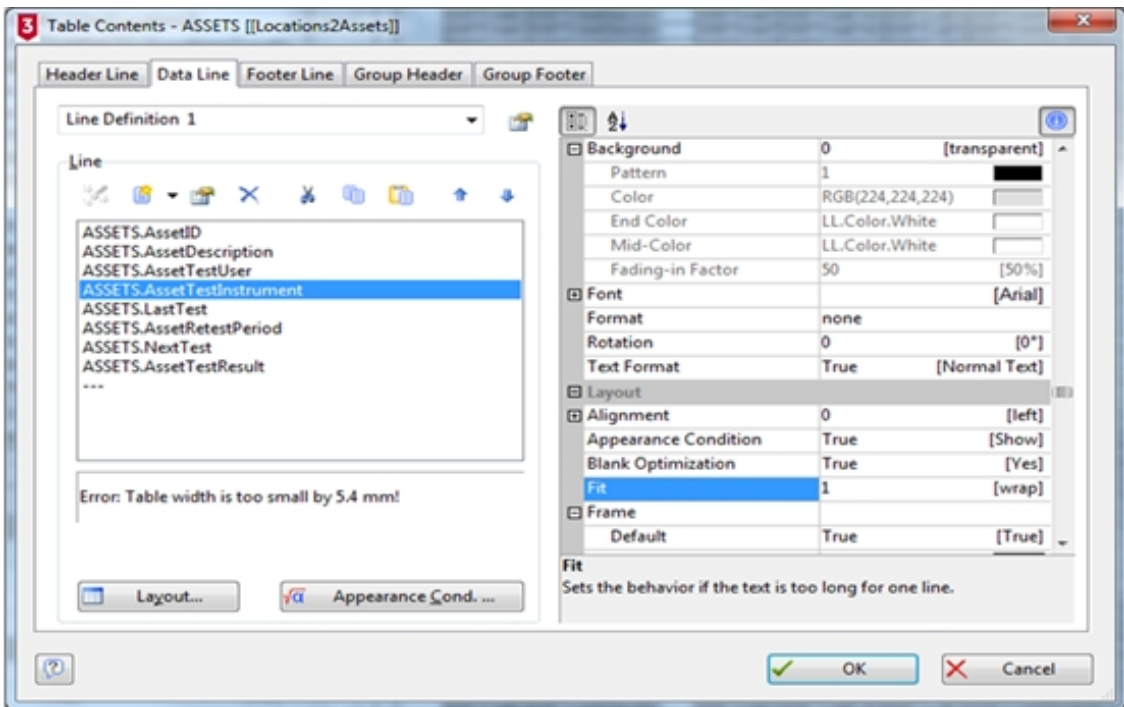 3 Table Contents - ASSETS [[Locations2Assets]]
Header Line Data Line Footer Line Group Header Group Footer
Line Definition 1
Line
ASSETS.AssetID
ASSETS.AssetDescription
ASSETS.AssetTestUser
ASSETS.AssetTestInstrument
ASSETS.LastTest
ASSETS.AssetRetestPeriod
ASSETS.NextTest
ASSETS.AssetTestResult
---
Error: Table width is too small by 5.4 mm!
Layout...
√α Appearance Cond. ...
A Z
Background 0 [transparent]
Pattern 1
Color RGB(224,224,224)
End Color LL.Color.White
Mid-Color LL.Color.White
Fading-in Factor 50 [50%]
Font [Arial]
Format none
Rotation 0 [0°]
Text Format True [Normal Text]
Layout
Alignment 0 [left]
Appearance Condition True [Show]
Blank Optimization True [Yes]
Fit 1 [wrap]
Frame
Default True [True]
Fit
Sets the behavior if the text is too long for one line.
?
OK
Cancel